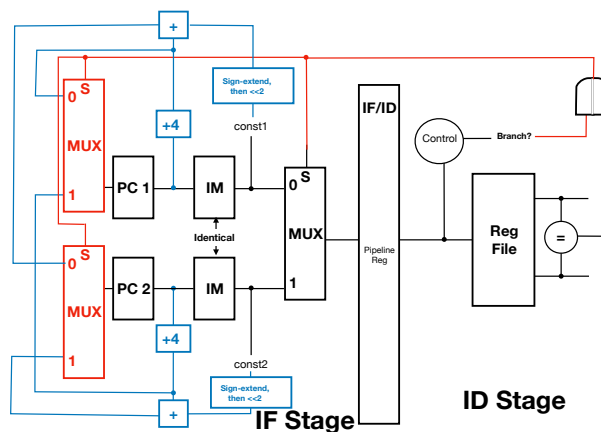 +
Sign-extend,
then <<2
IF/ID
0
S
MUX
1
+4
const1
PC 1
IM
Control
Branch?
0
S
MUX
1
Identical
Pipeline
Reg
Reg
File
=
S
0
MUX
1
PC 2
IM
+4
const2
Sign-extend,
then <<2
+
IF Stage
ID Stage